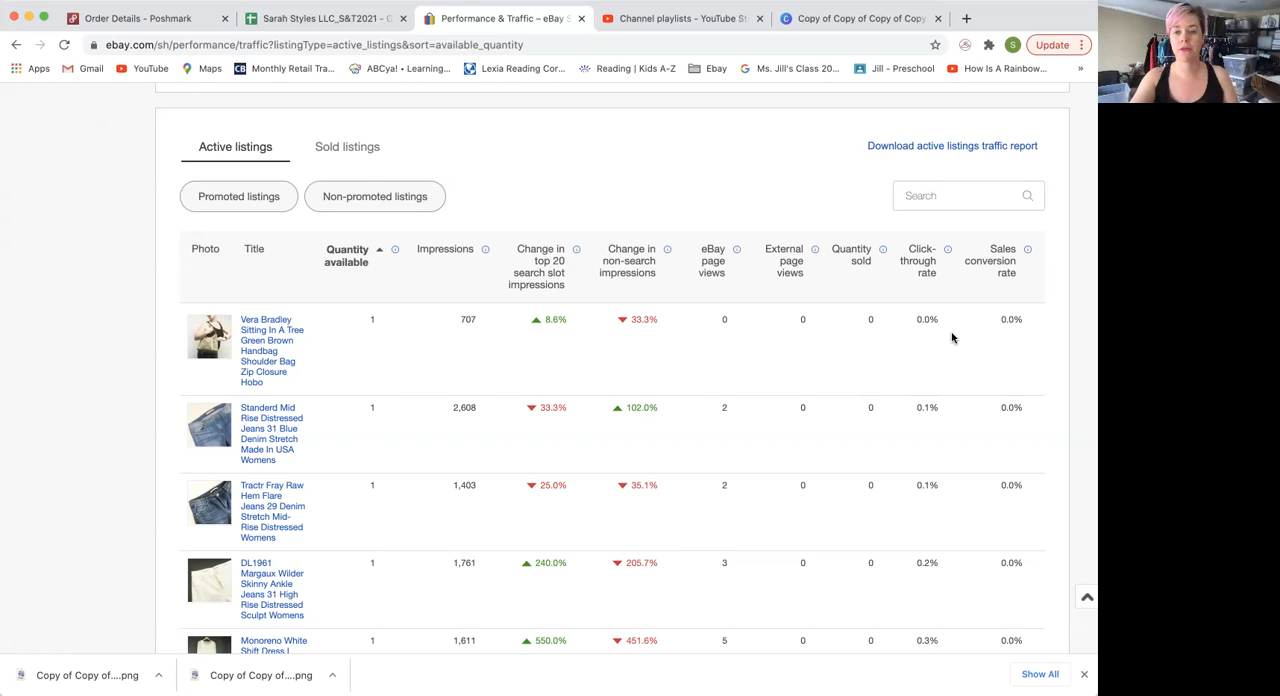 Order Details - Poshmark
Sarah Styles LLC_S&T2021 - G
Performance & Traffic – eBay S
Channel playlists - YouTube St
Copy of Copy of Copy of Copy
ebay.com/sh/performance/traffic?listingType=active_listings&sort=available_quantity
S
Update
Apps
Gmail
YouTube
Maps
Monthly Retail Tra...
ABCya! • Learning...
Lexia Reading Cor...
Reading | Kids A-Z
Ebay
Ms. Jill's Class 20...
Jill - Preschool
How Is A Rainbow...
»
Active listings
Sold listings
Download active listings traffic report
Promoted listings
Non-promoted listings
Search
Photo
Title
Quantity
available
Impressions
Change in
top 20
search slot
impressions
Change in
non-search
impressions
eBay
page
views
External
page
views
Quantity
sold
Click-
through
rate
Sales
conversion
rate
Vera Bradley
Sitting In A Tree
Green Brown
Handbag
Shoulder Bag
Zip Closure
Hobo
1
707
8.6%
33.3%
0
0
0
0.0%
0.0%
Standerd Mid
Rise Distressed
Jeans 31 Blue
Denim Stretch
Made In USA
Womens
1
2,608
33.3%
102.0%
2
0
0
0.1%
0.0%
Tractr Fray Raw
Hem Flare
Jeans 29 Denim
Stretch Mid-
Rise Distressed
Womens
1
1,403
25.0%
35.1%
2
0
0
0.1%
0.0%
DL1961
Margaux Wilder
Skinny Ankle
Jeans 31 High
Rise Distressed
Sculpt Womens
1
1,761
240.0%
205.7%
3
0
0
0.2%
0.0%
Monoreno White
Shift Dress L
1
1,611
550.0%
451.6%
5
0
0
0.3%
0.0%
Copy of Copy of....png
Copy of Copy of....png
Show All